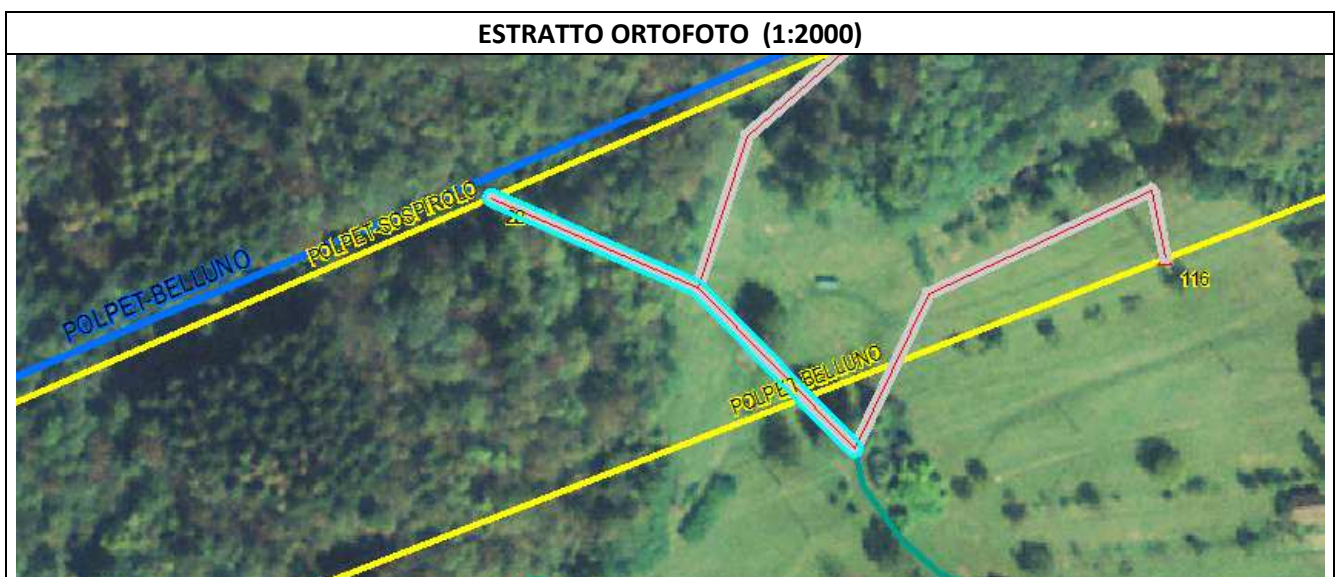 ESTRATTO ORTOFOTO (1:2000)
POLPET-SOSPIROLO
POLPET-BELLUNO
116
POLPET-BELLUNO